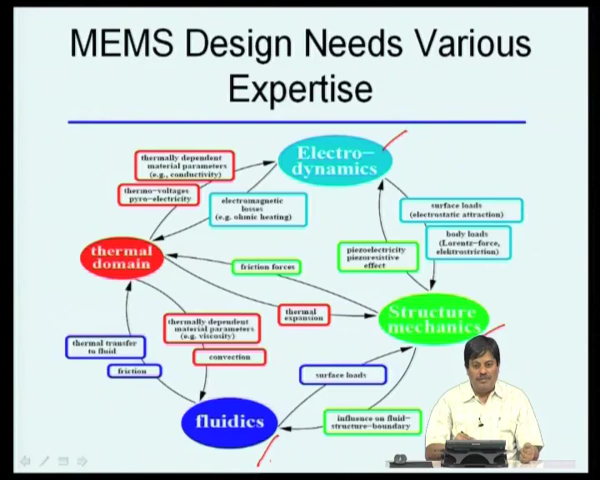 MEMS Design Needs Various
Expertise
Electro-
dynamics
thermally dependent
material parameters
(e.g., conductivity)
thermo-voltages
pyro-electricity
electromagnetic
losses
(e.g. ohmic heating)
surface loads
(electrostatic attraction)
body loads
(Lorentz-force,
elektrostriction)
piezoelectricity
piezoresistive
effect
thermal
domain
friction forces
thermal
expansion
Structure
mechanics
thermally dependent
material parameters
(e.g. viscosity)
convection
thermal transfer
to fluid
friction
surface loads
fluidics
influence on fluid-
structure-boundary